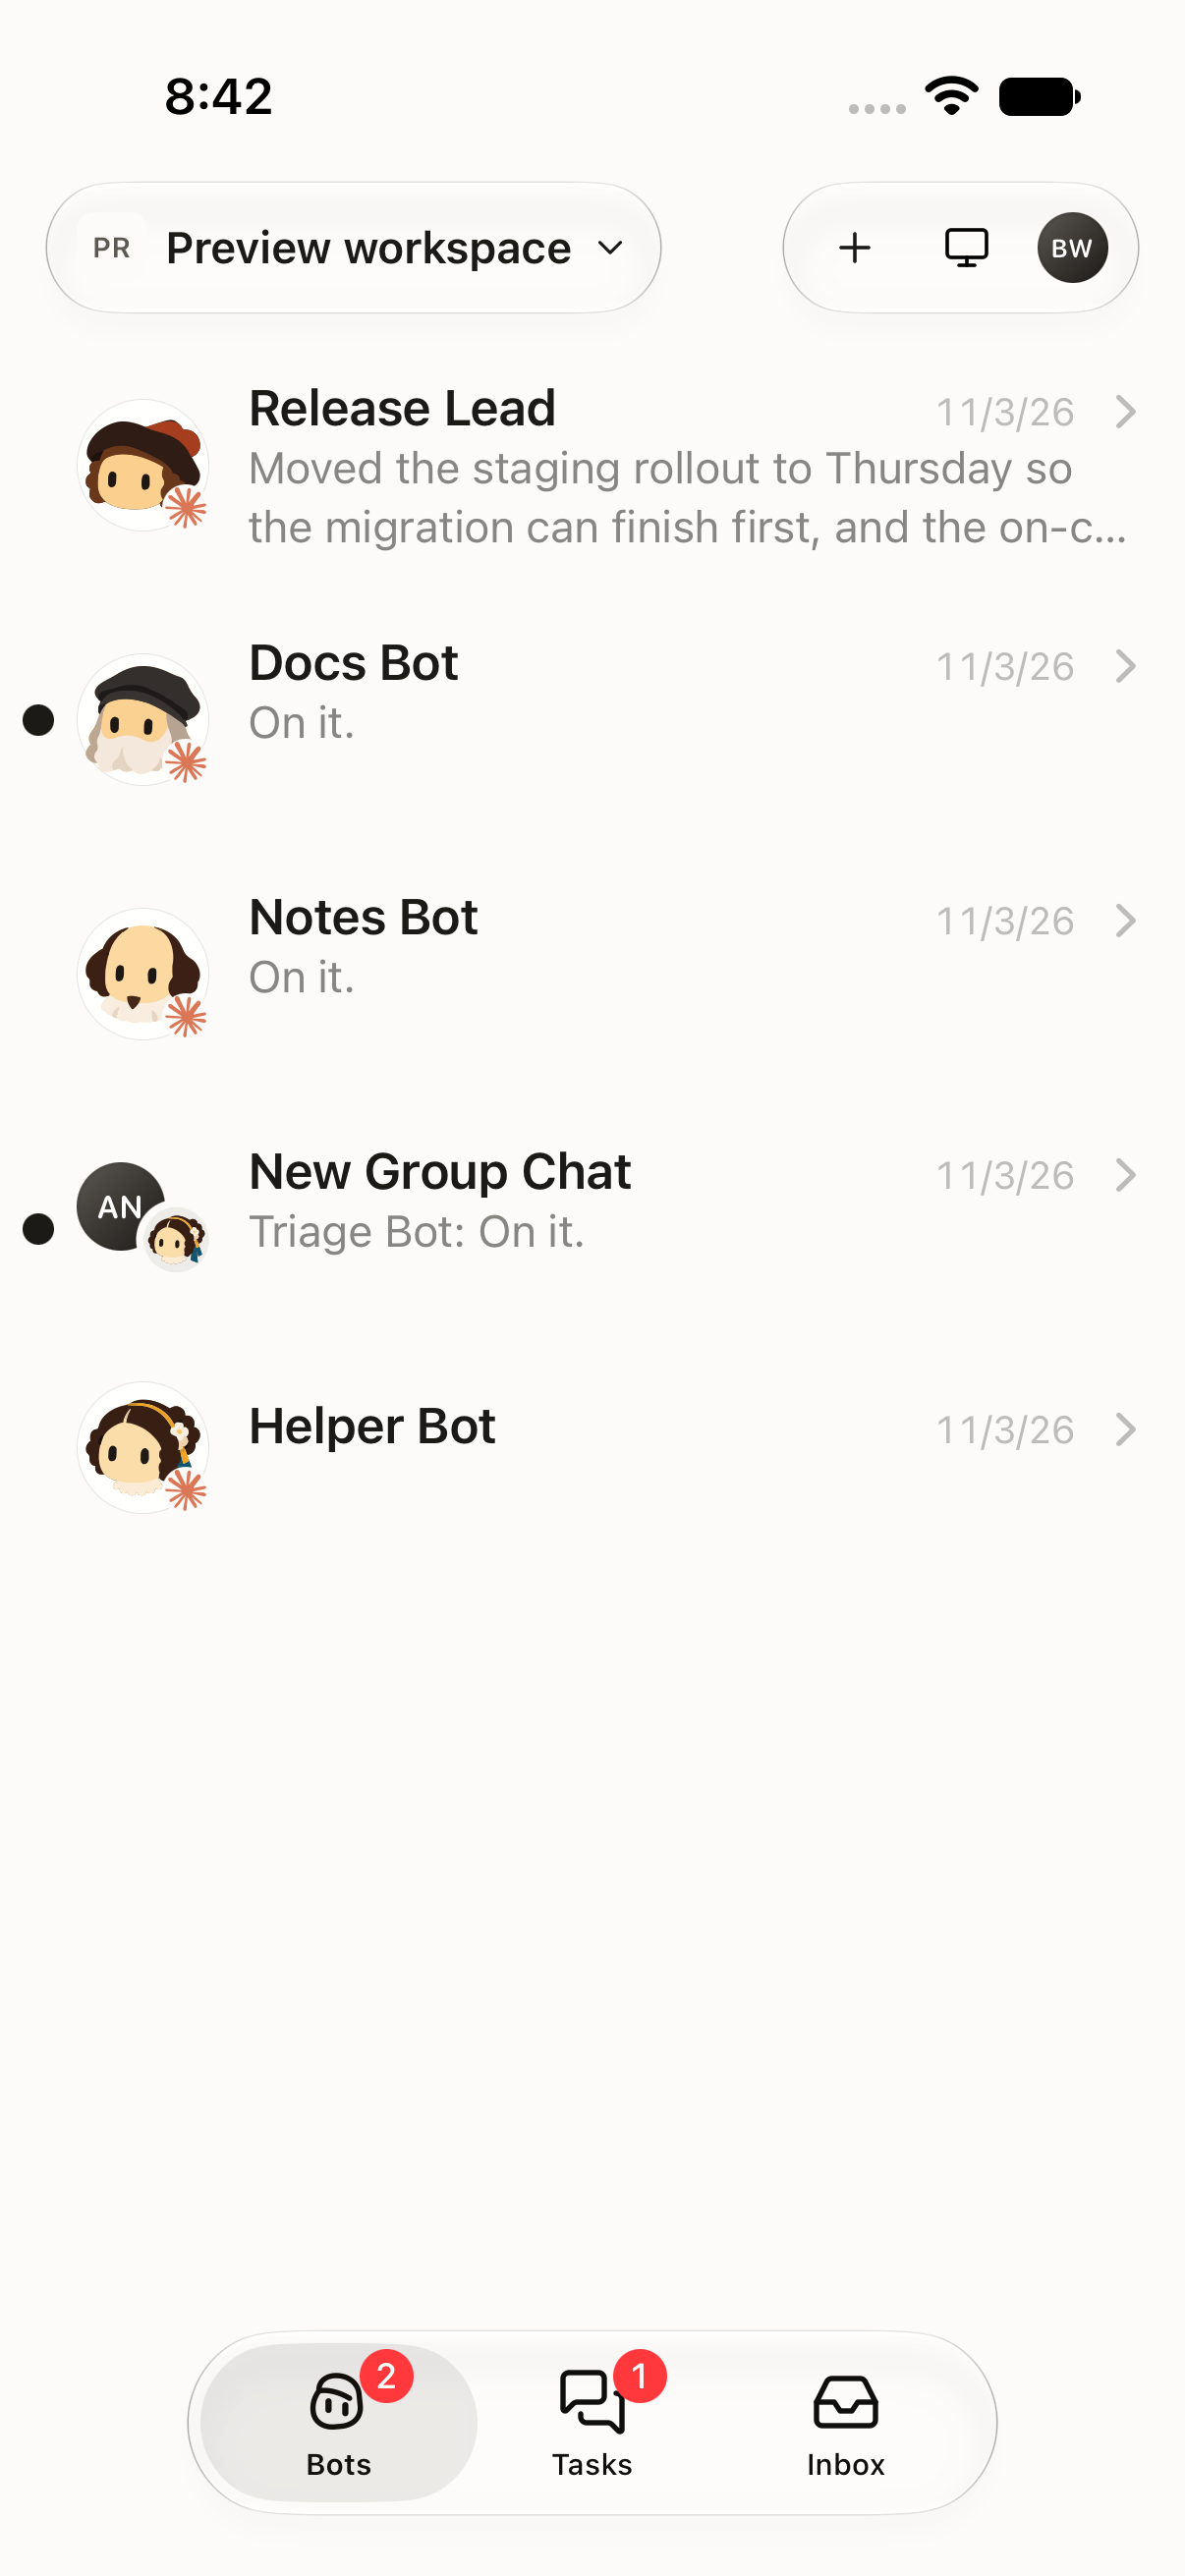 8:42
PR Preview workspace
BW
Release Lead 11/3/26
Moved the staging rollout to Thursday so
the migration can finish first, and the on-c...
Docs Bot 11/3/26
On it.
Notes Bot 11/3/26
On it.
AN
New Group Chat 11/3/26
Triage Bot: On it.
Helper Bot 11/3/26
2
1
Bots Tasks Inbox